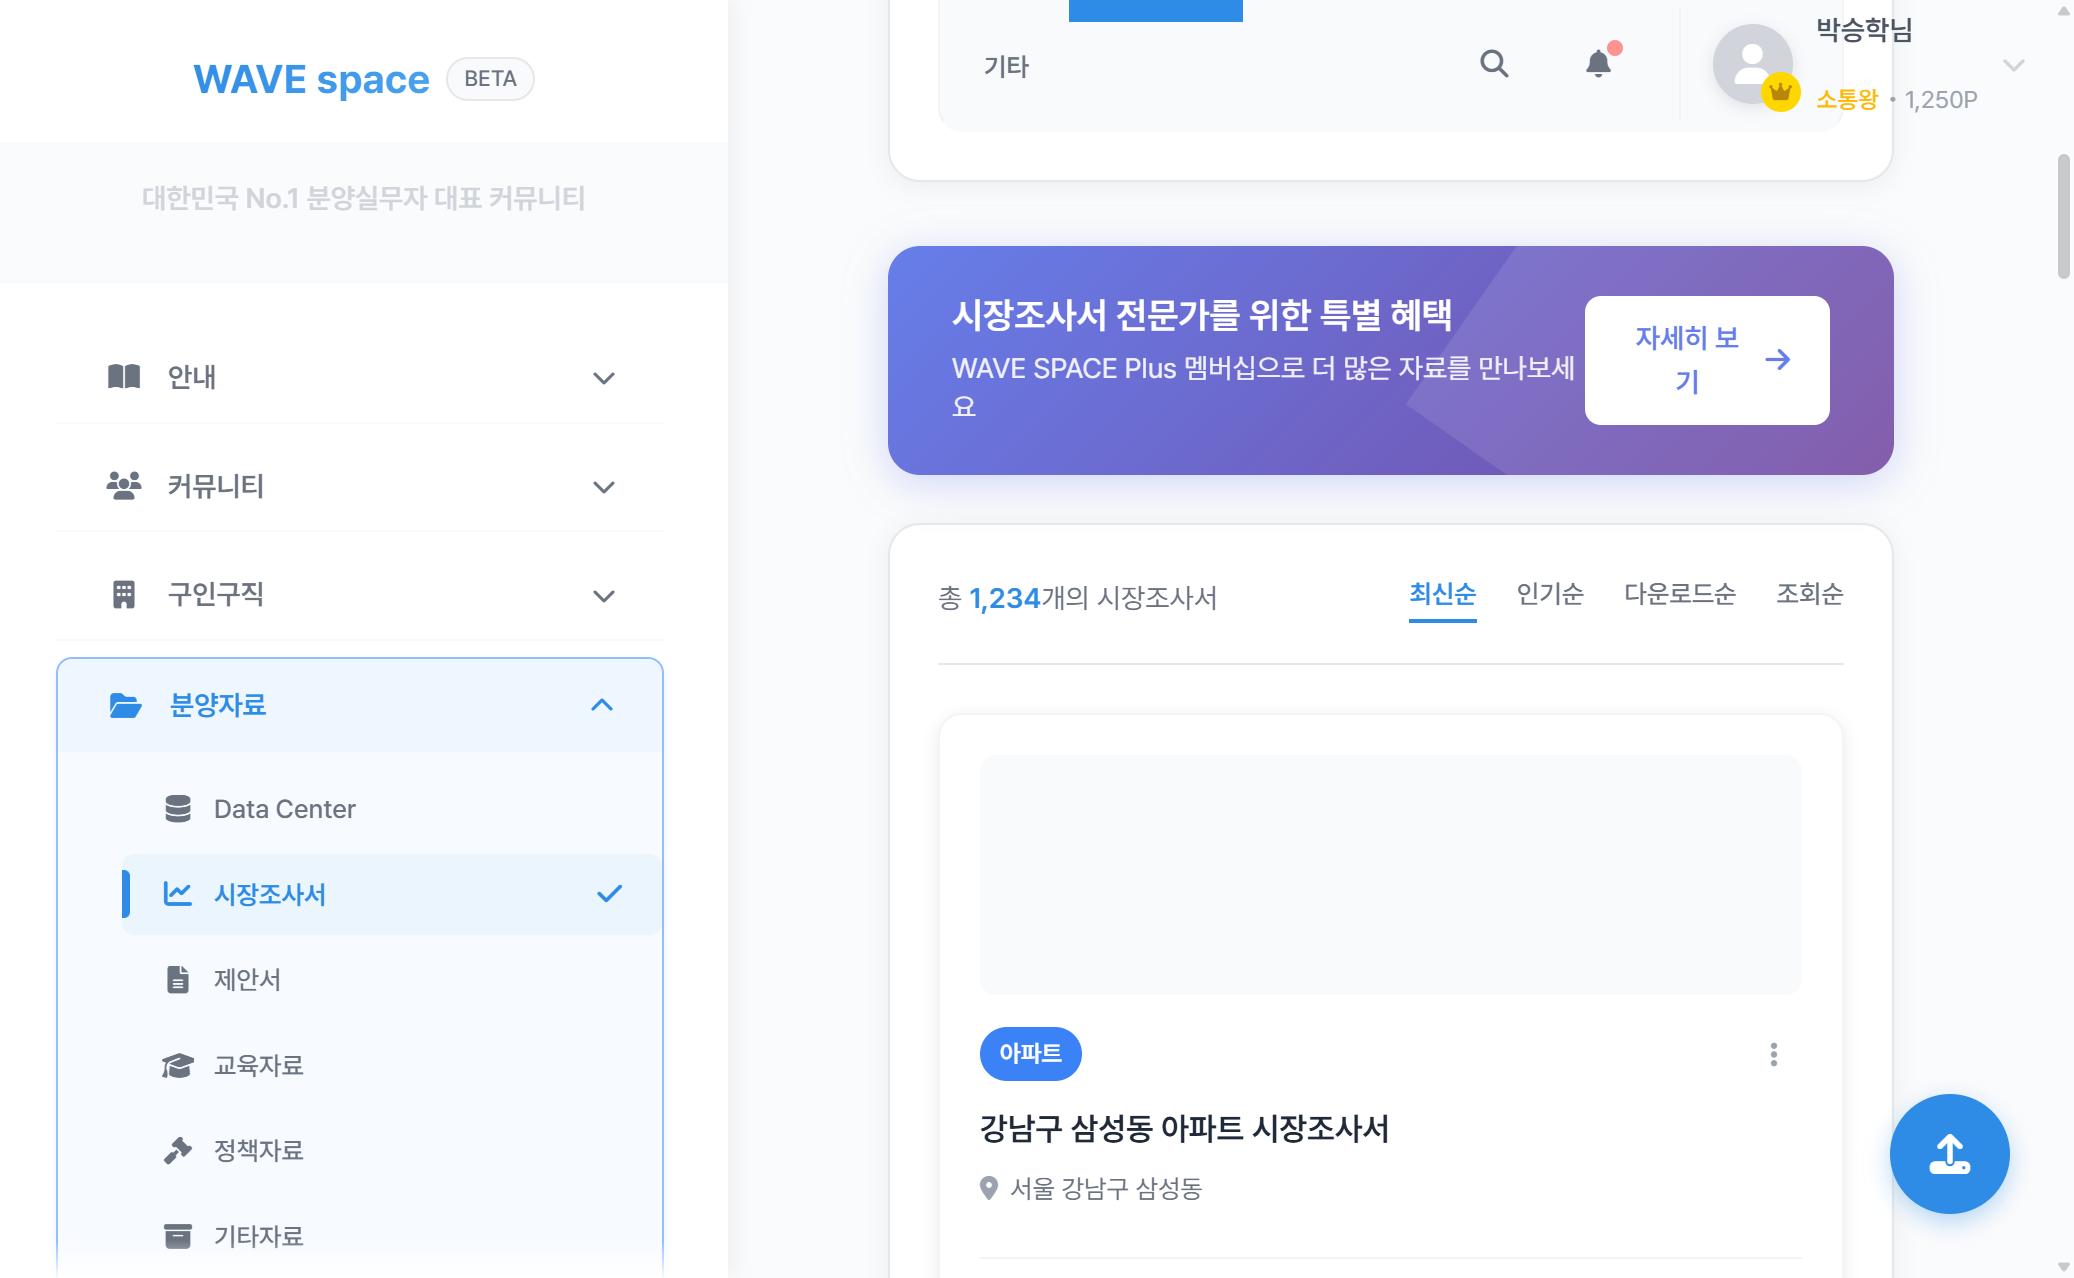 WAVE space BETA
대한민국 No.1 분양실무자 대표 커뮤니티
안내
커뮤니티
구인구직
분양자료
Data Center
시장조사서
제안서
교육자료
정책자료
기타자료
기타
박승학님
소통왕 • 1,250P
시장조사서 전문가를 위한 특별 혜택
WAVE SPACE Plus 멤버십으로 더 많은 자료를 만나보세
요
자세히 보
기
총 1,234개의 시장조사서
최신순 인기순 다운로드순 조회순
아파트
강남구 삼성동 아파트 시장조사서
서울 강남구 삼성동